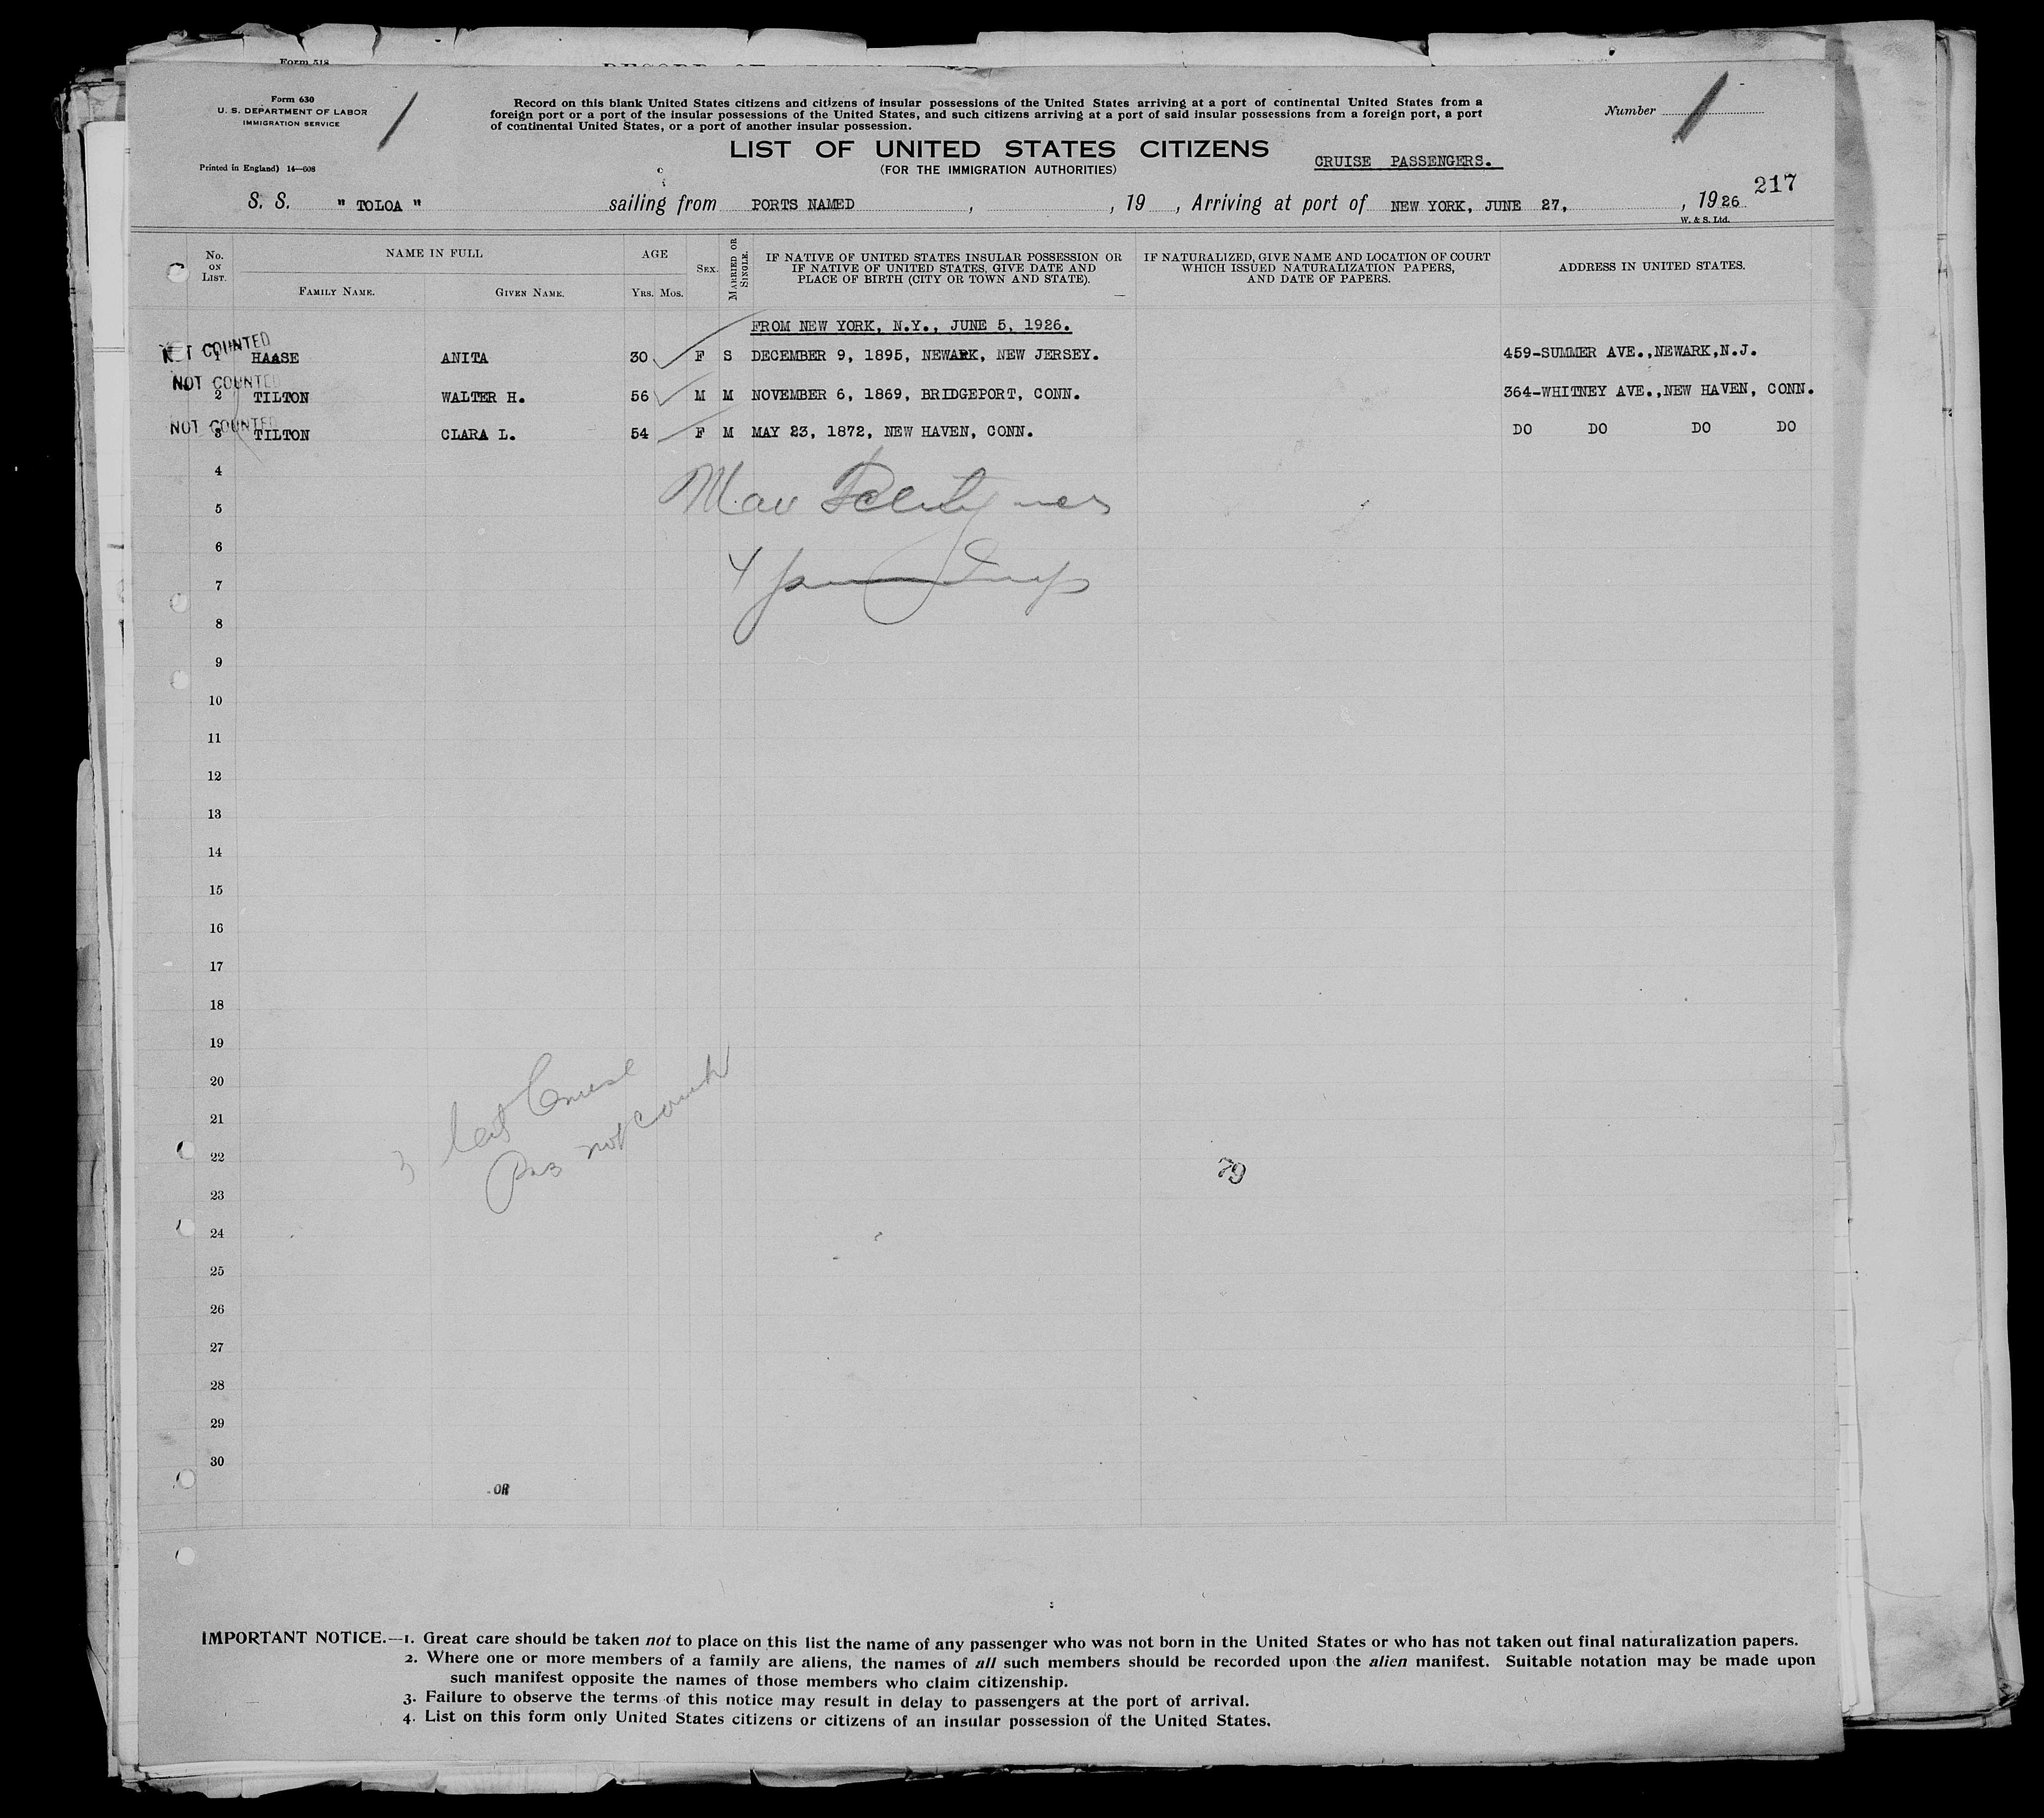 Form 518
Form 630
U. S. DEPARTMENT OF LABOR
IMMIGRATION SERVICE
Printed in England) 14—608
Record on this blank United States citizens and citizens of insular possessions of the United States arriving at a port of continental United States from a
foreign port or a port of the insular possessions of the United States, and such citizens arriving at a port of said insular possessions from a foreign port, a port
of continental United States, or a port of another insular possession.
Number 1
LIST OF UNITED STATES CITIZENS
(FOR THE IMMIGRATION AUTHORITIES)
CRUISE PASSENGERS.
217
S. S. " TOLOA " sailing from PORTS NAMED , , 19 , Arriving at port of NEW YORK, JUNE 27, , 1926
W. & S. Ltd.
No. ON LIST.
NAME IN FULL
FAMILY NAME. GIVEN NAME.
AGE
YRS. MOS.
SEX.
MARRIED OR SINGLE.
IF NATIVE OF UNITED STATES INSULAR POSSESSION OR
IF NATIVE OF UNITED STATES, GIVE DATE AND
PLACE OF BIRTH (CITY OR TOWN AND STATE).
IF NATURALIZED, GIVE NAME AND LOCATION OF COURT
WHICH ISSUED NATURALIZATION PAPERS,
AND DATE OF PAPERS.
ADDRESS IN UNITED STATES.
FROM NEW YORK, N.Y., JUNE 5, 1926.
NOT COUNTED
1 HAASE ANITA 30 F S DECEMBER 9, 1895, NEWARK, NEW JERSEY. 459-SUMMER AVE.,NEWARK,N.J.
NOT COUNTED
2 TILTON WALTER H. 56 M M NOVEMBER 6, 1869, BRIDGEPORT, CONN. 364-WHITNEY AVE.,NEW HAVEN, CONN.
NOT COUNTED
3 TILTON CLARA L. 54 F M MAY 23, 1872, NEW HAVEN, CONN. DO DO DO DO
4
5
6
7
8
9
10
11
12
13
14
15
16
17
18
19
20
21
22
23
24
25
26
27
28
29
30
3 Cruise
Pas not count
79
OR
IMPORTANT NOTICE.—1. Great care should be taken not to place on this list the name of any passenger who was not born in the United States or who has not taken out final naturalization papers.
2. Where one or more members of a family are aliens, the names of all such members should be recorded upon the alien manifest. Suitable notation may be made upon
such manifest opposite the names of those members who claim citizenship.
3. Failure to observe the terms of this notice may result in delay to passengers at the port of arrival.
4. List on this form only United States citizens or citizens of an insular possession of the United States.